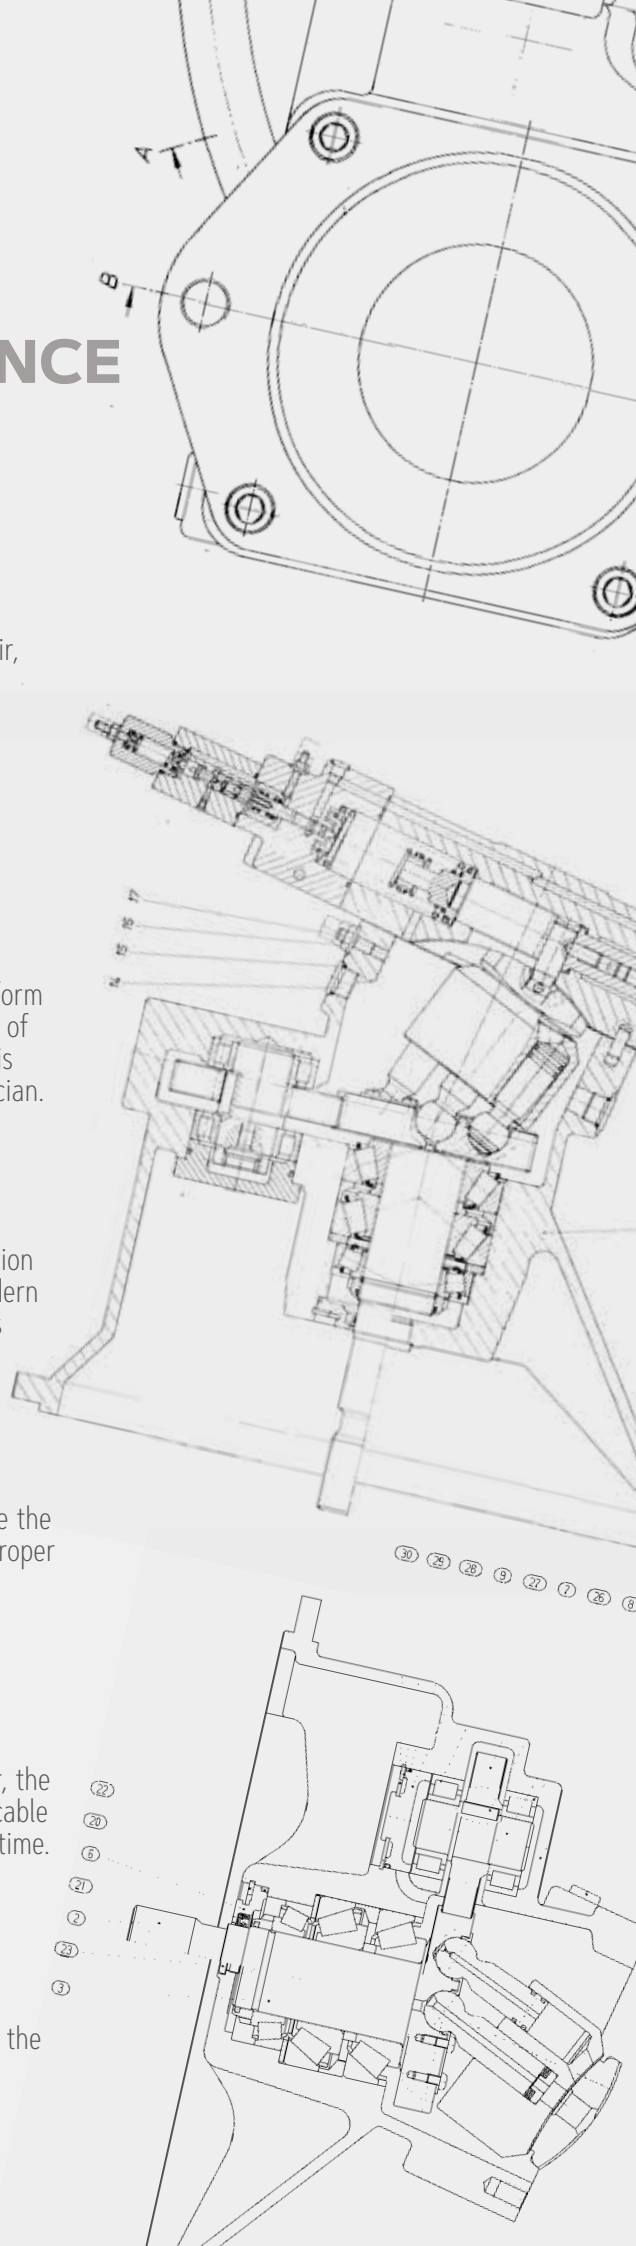 A
B
NCE
ir,
17
16
15
14
form
of
is
cian.
ion
dern
s
e the
roper
30 29 28 9 27 7 26 8
r, the
cable
time.
22
20
6
21
2
23
3
the